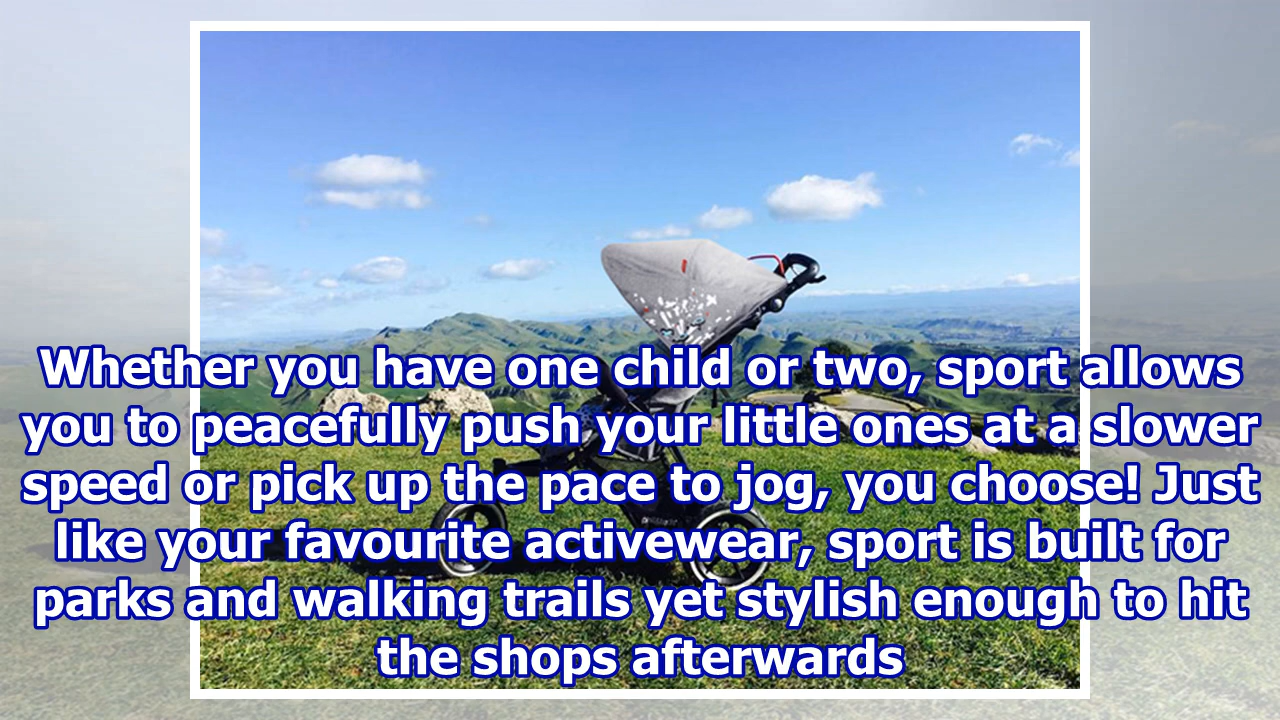 Whether you have one child or two, sport allows
you to peacefully push your little ones at a slower
speed or pick up the pace to jog, you choose! Just
like your favourite activewear, sport is built for
parks and walking trails yet stylish enough to hit
the shops afterwards